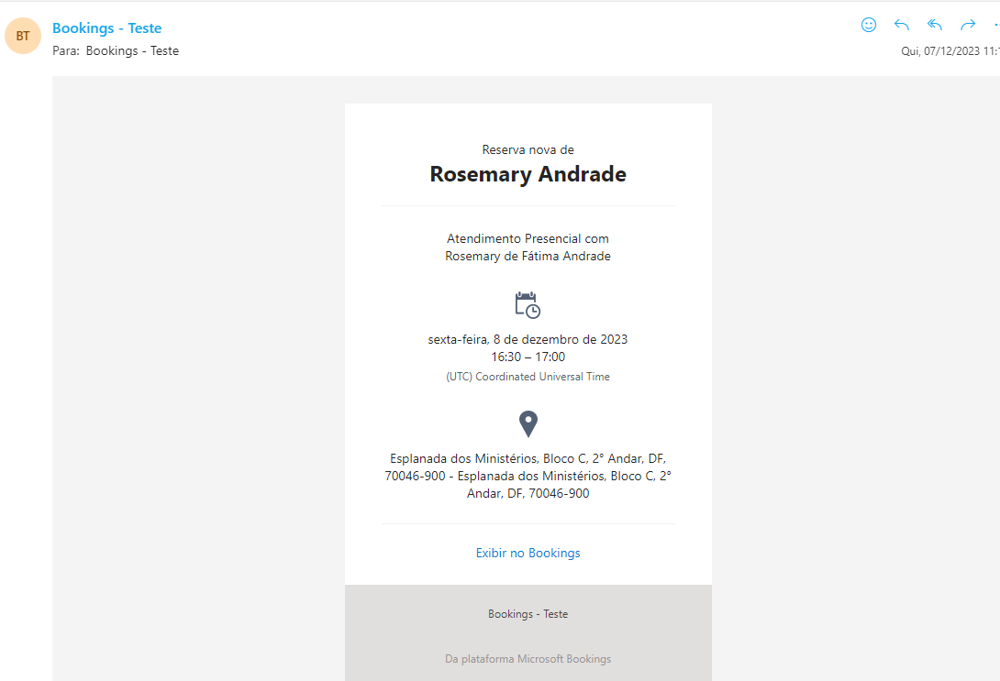 BT
Bookings - Teste
Para: Bookings - Teste
Qui, 07/12/2023 11:
Reserva nova de
Rosemary Andrade
Atendimento Presencial com
Rosemary de Fátima Andrade
sexta-feira, 8 de dezembro de 2023
16:30 – 17:00
(UTC) Coordinated Universal Time
Esplanada dos Ministérios, Bloco C, 2° Andar, DF,
70046-900 - Esplanada dos Ministérios, Bloco C, 2°
Andar, DF, 70046-900
Exibir no Bookings
Bookings - Teste
Da plataforma Microsoft Bookings